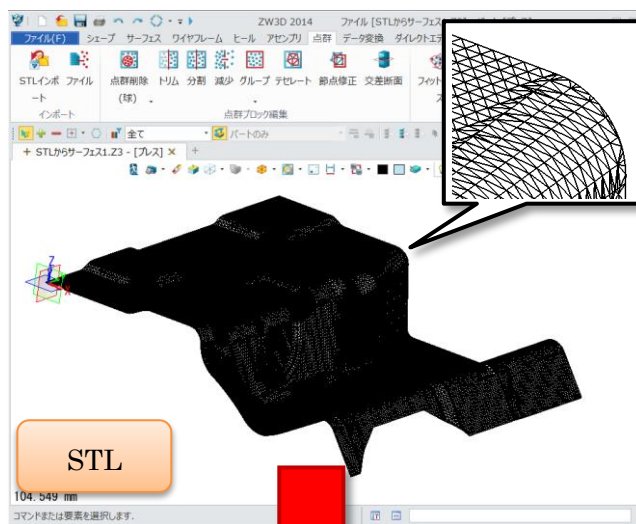 ZW3D 2014 ファイル [STLからサーフェス
ファイル(F) シェープ サーフェス ワイヤフレーム ヒール アセンブリ 点群 データ変換 ダイレクトエデ
STLインポート ファイル 点群削除(球) トリム 分割 減少 グループ テセレート 節点修正 交差断面 フィット
インポート 点群ブロック編集
全て パートのみ
+ STLからサーフェス1.Z3 - [プレス] × +
Z
X
STL
104.549 mm
コマンドまたは要素を選択します.